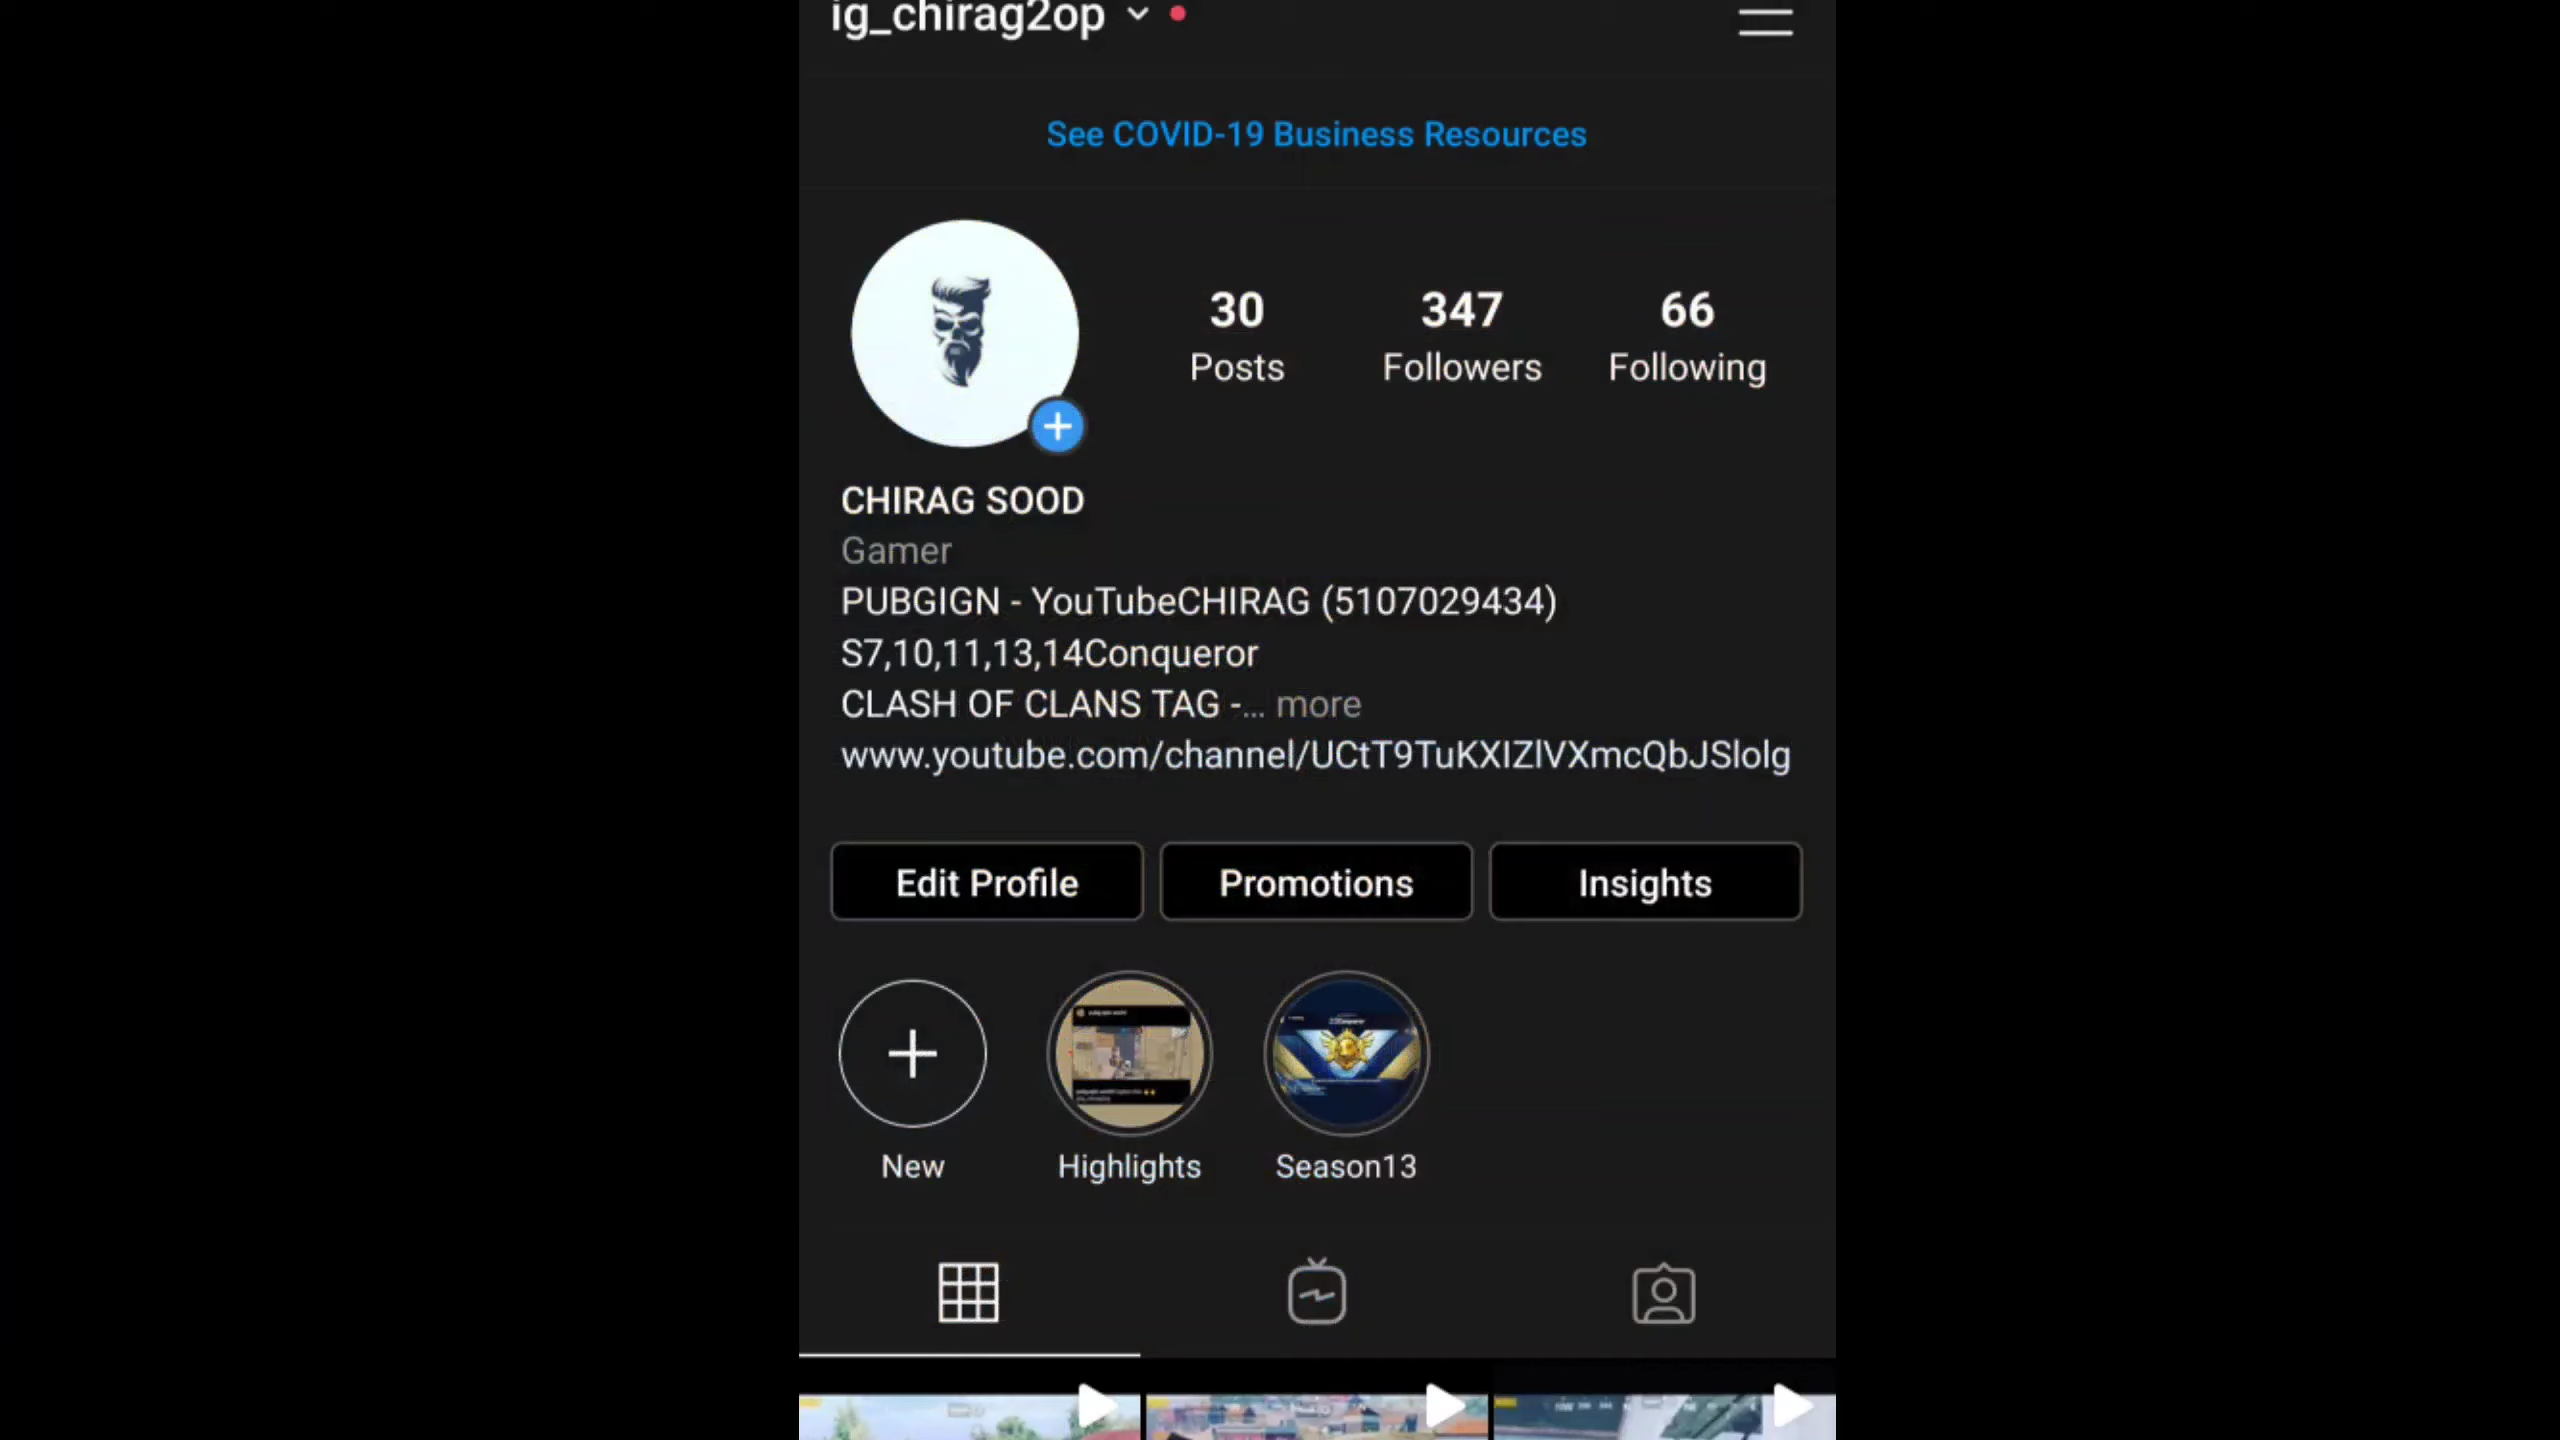 ig_chirag2op
See COVID-19 Business Resources
30
347
66
Posts
Followers
Following
CHIRAG SOOD
Gamer
PUBGIGN - YouTubeCHIRAG (5107029434)
S7,10,11,13,14Conqueror
CLASH OF CLANS TAG -... more
www.youtube.com/channel/UCtT9TuKXIZlVXmcQbJSlolg
Edit Profile
Promotions
Insights
New
Highlights
Season13